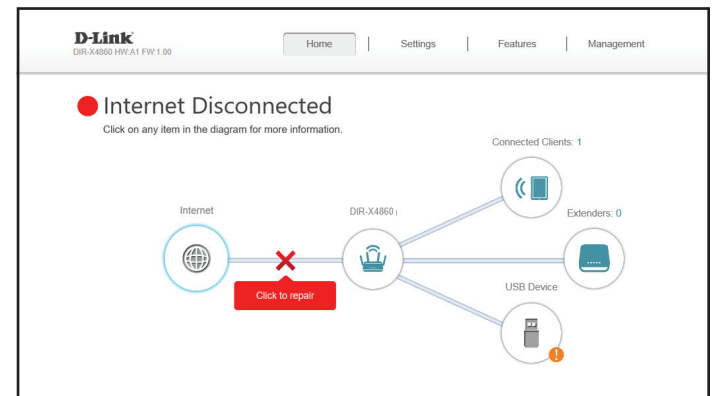 D-Link
DIR-X4860 HW:A1 FW:1.00
Home
Settings
Features
Management
Internet Disconnected
Click on any item in the diagram for more information.
Connected Clients: 1
Internet
DIR-X4860
Extenders: 0
Click to repair
USB Device